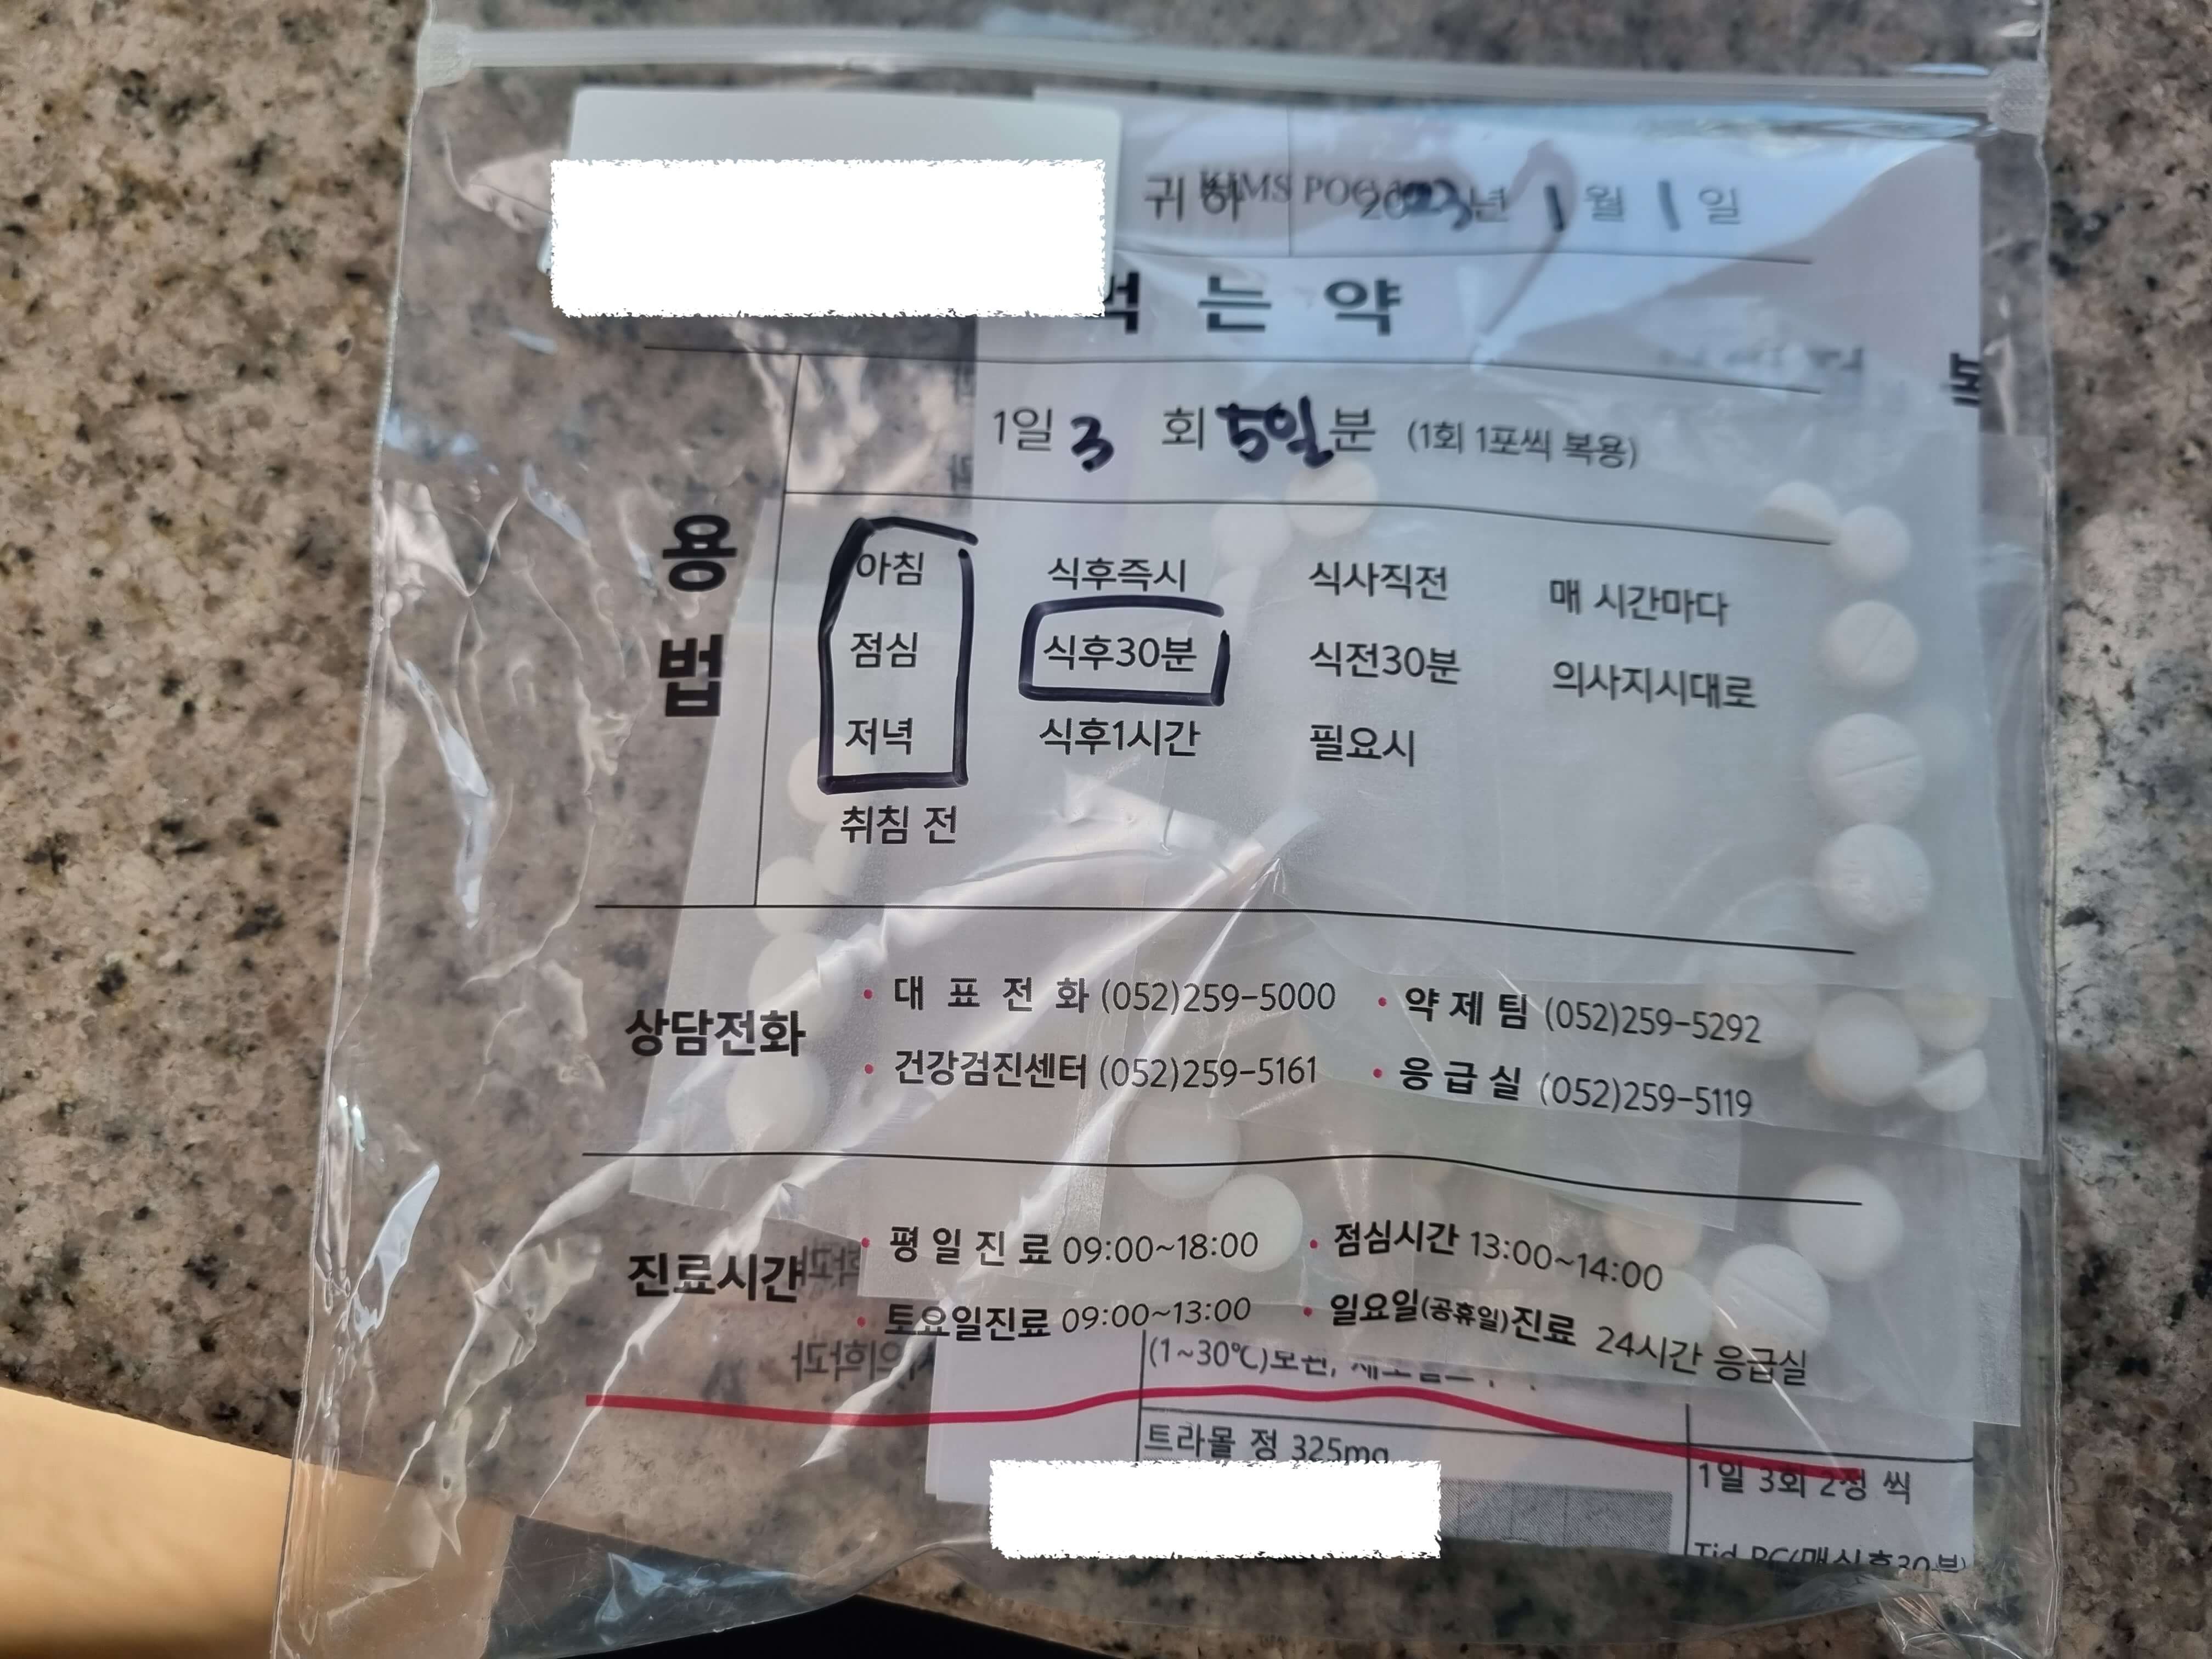 귀하 2023년 1월 1일
는 약
1일 3 회 5일분 (1회 1포씩 복용)
용법
아침 식후즉시 식사직전 매 시간마다
점심 식후30분 식전30분 의사지시대로
저녁 식후1시간 필요시
취침 전
상담전화
• 대표전화 (052)259-5000 • 약제팀 (052)259-5292
• 건강검진센터 (052)259-5161 • 응급실 (052)259-5119
진료시간
• 평일진료 09:00~18:00 • 점심시간 13:00~14:00
• 토요일진료 09:00~13:00 • 일요일(공휴일)진료 24시간 응급실
(1~30℃)보관,
트라몰 정 325mg
1일 3회 2정 씩
Tid PC(매식후30분)